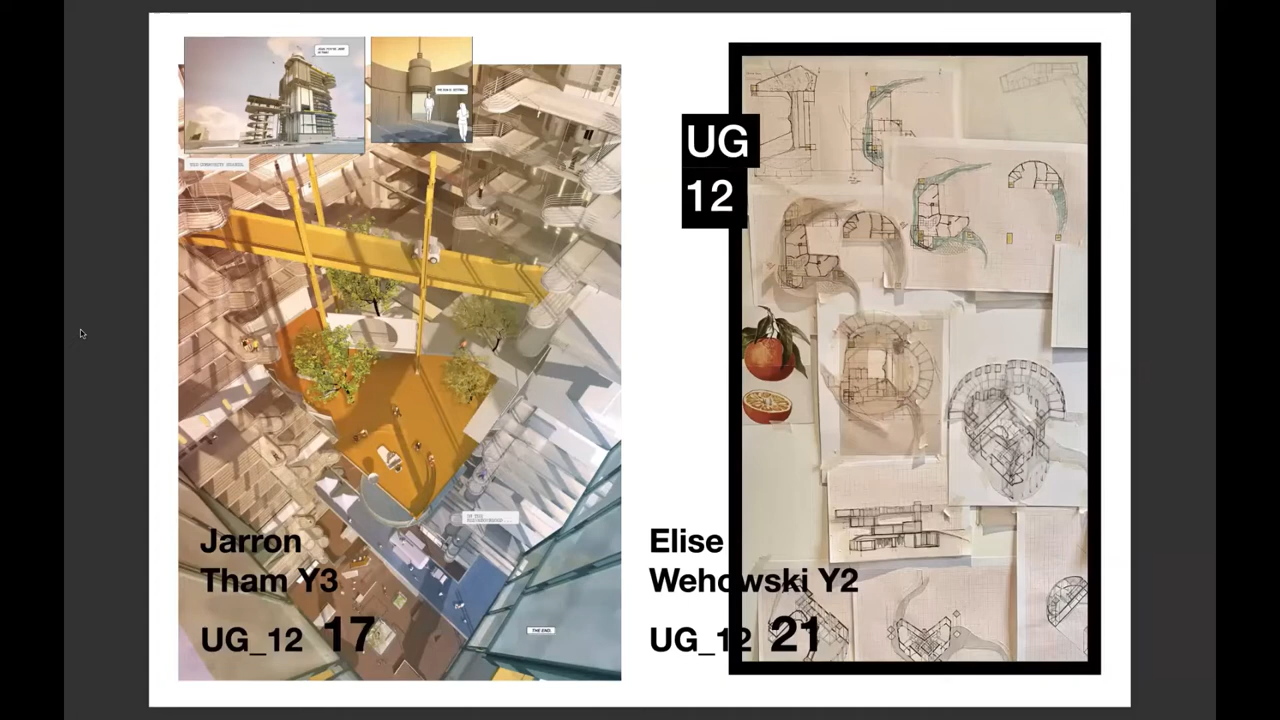 Jarron
Tham Y3
UG_12 17
THE END.
UG
12
Elise
Wehowski Y2
UG_12 21